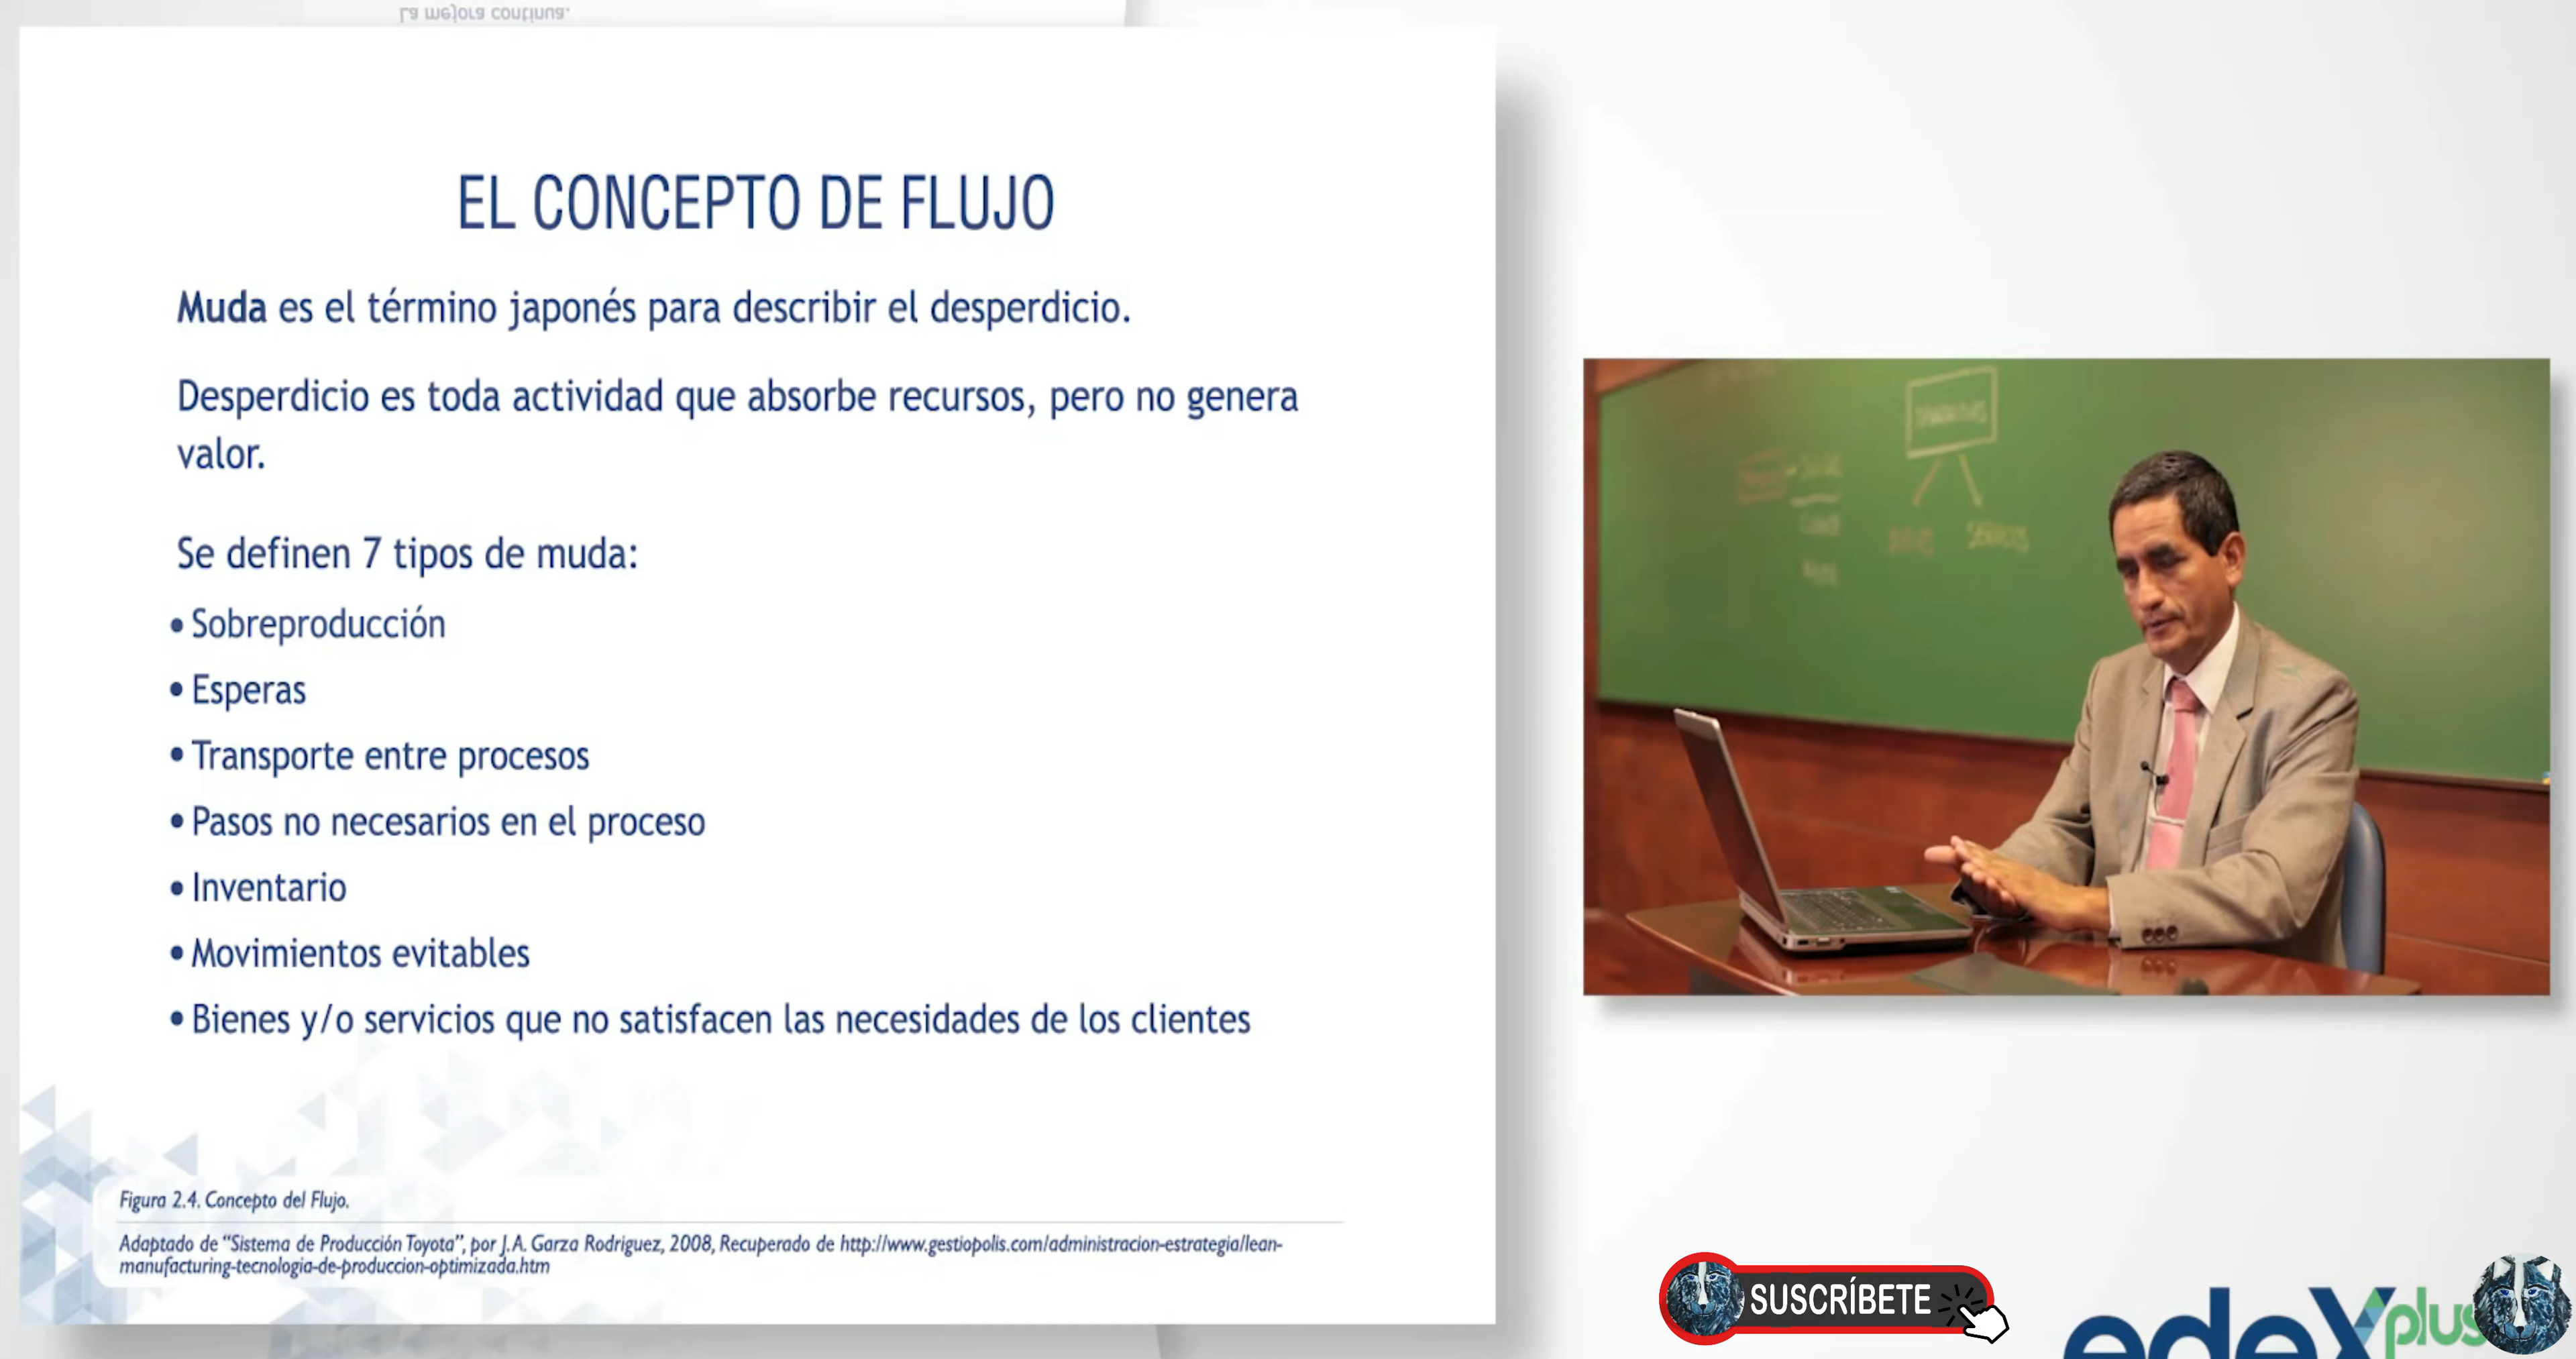 La mejora continua.
EL CONCEPTO DE FLUJO
Muda es el término japonés para describir el desperdicio.
Desperdicio es toda actividad que absorbe recursos, pero no genera
valor.
Se definen 7 tipos de muda:
• Sobreproducción
• Esperas
• Transporte entre procesos
• Pasos no necesarios en el proceso
• Inventario
• Movimientos evitables
• Bienes y/o servicios que no satisfacen las necesidades de los clientes
Figura 2.4. Concepto del Flujo.
Adaptado de “Sistema de Producción Toyota”, por J. A. Garza Rodriguez, 2008, Recuperado de http://www.gestiopolis.com/administracion-estrategia/lean-
manufacturing-tecnologia-de-produccion-optimizada.htm
SERVICIOS
SUSCRÍBETE
edeX plus